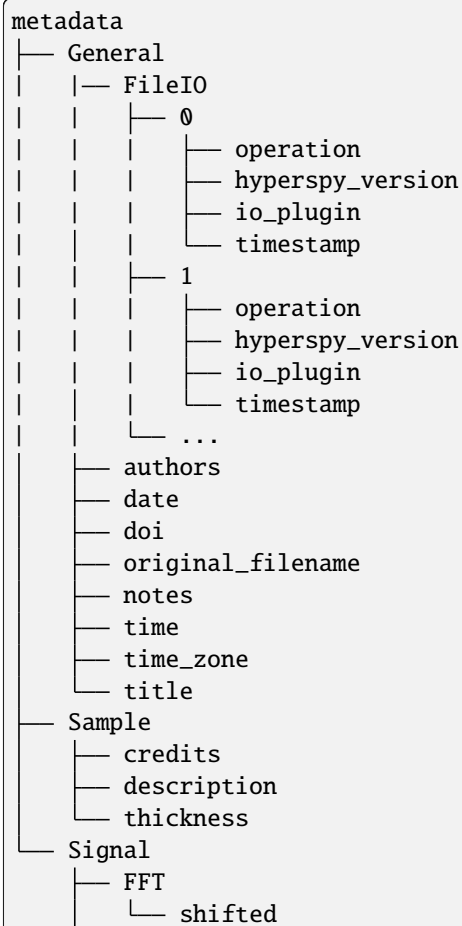 metadata
├── General
|   |── FileIO
|   |   ├── 0
|   |   |   ├── operation
|   |   |   ├── hyperspy_version
|   |   |   ├── io_plugin
|   │   |   └── timestamp
|   |   ├── 1
|   |   |   ├── operation
|   |   |   ├── hyperspy_version
|   |   |   ├── io_plugin
|   │   |   └── timestamp
|   |   └── ...
│   ├── authors
│   ├── date
│   ├── doi
│   ├── original_filename
│   ├── notes
│   ├── time
│   ├── time_zone
│   └── title
├── Sample
│   ├── credits
│   ├── description
│   └── thickness
└── Signal
    ├── FFT
    │   └── shifted